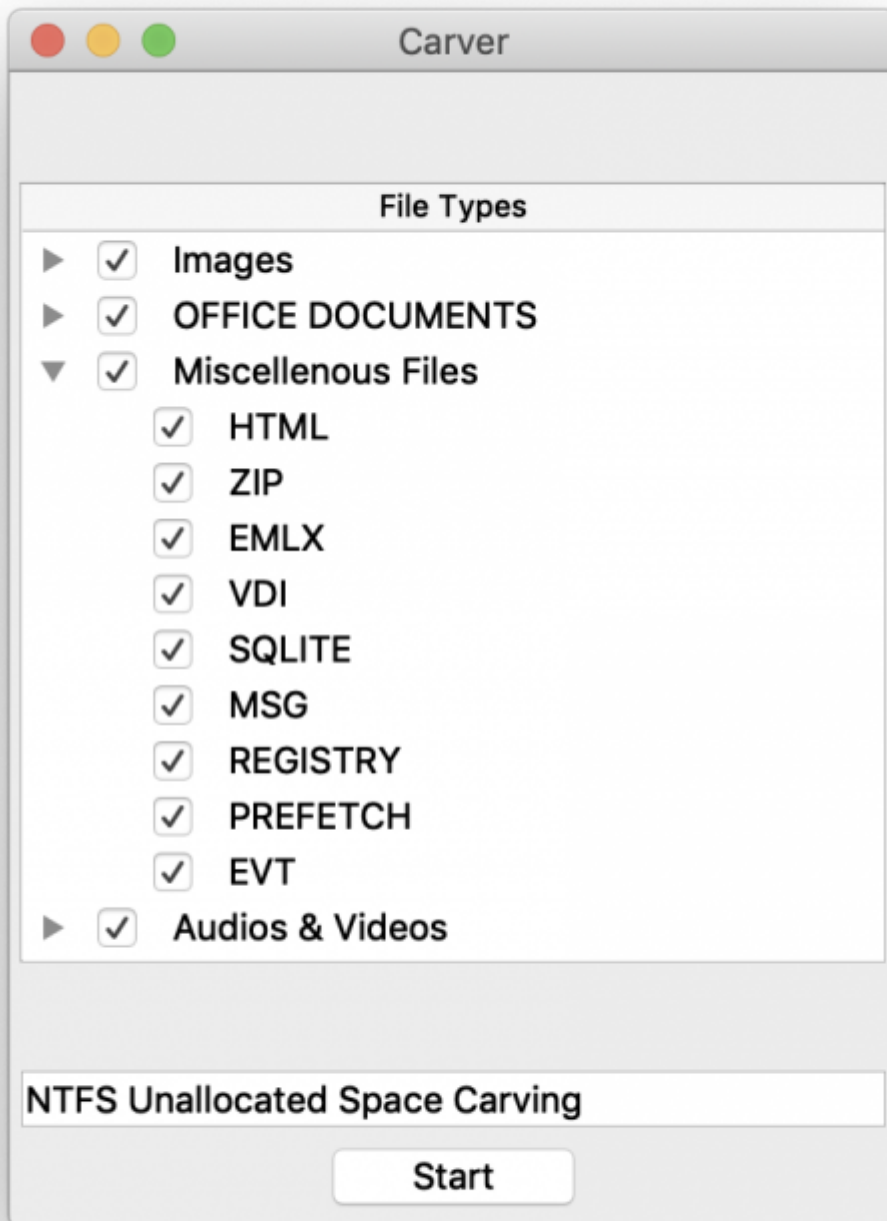 Carver
File Types
Images
OFFICE DOCUMENTS
Miscellenous Files
HTML
ZIP
EMLX
VDI
SQLITE
MSG
REGISTRY
PREFETCH
EVT
Audios & Videos
NTFS Unallocated Space Carving
Start